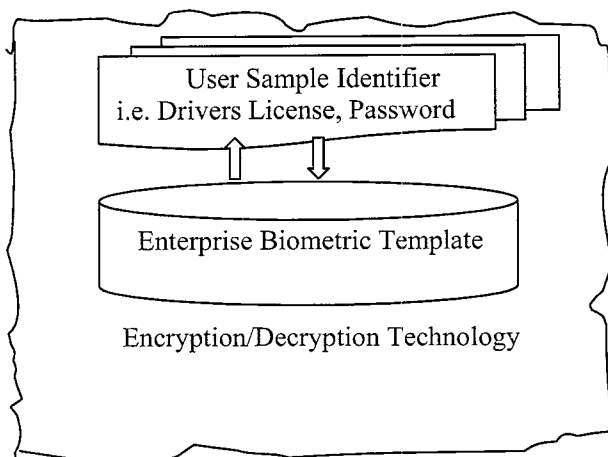 User Sample Identifier
i.e. Drivers License, Password
Enterprise Biometric Template
Encryption/Decryption Technology